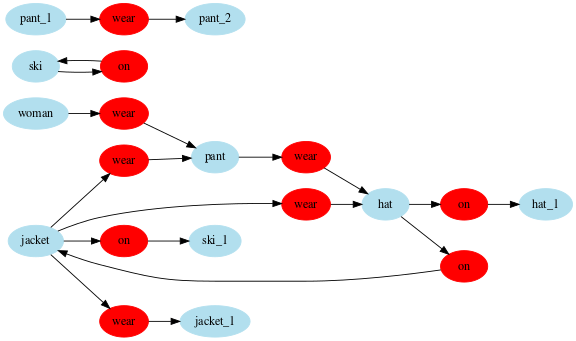 pant_1 wear pant_2
ski on
woman wear
wear pant wear
wear hat on hat_1
jacket on ski_1
on
wear jacket_1